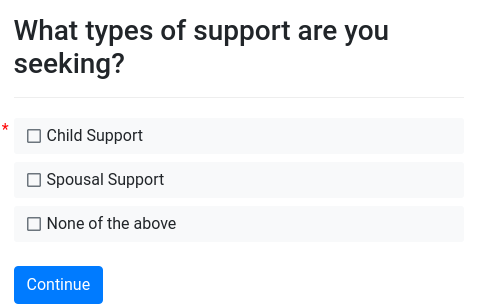 What types of support are you
seeking?
*
Child Support
Spousal Support
None of the above
Continue